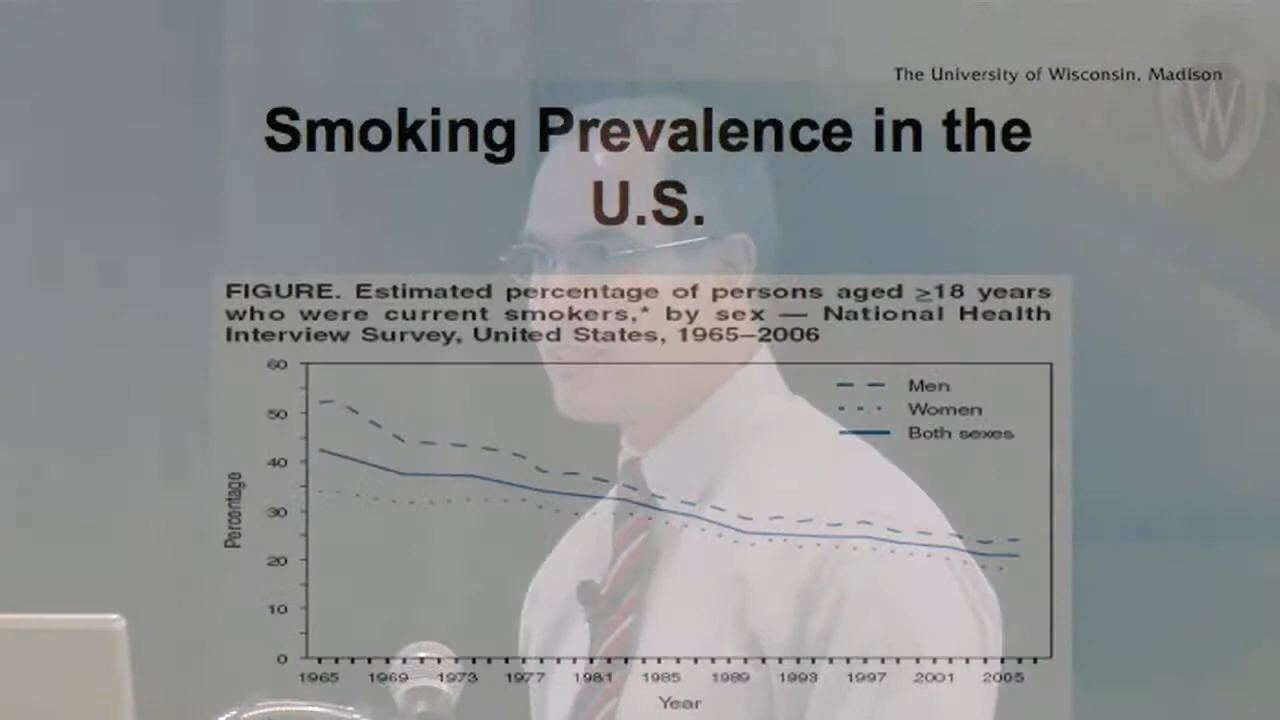 The University of Wisconsin, Madison
W
Smoking Prevalence in the
U.S.
FIGURE. Estimated percentage of persons aged ≥18 years
who were current smokers,* by sex — National Health
Interview Survey, United States, 1965–2006
60
50
40
30
20
10
0
Percentage
Men
Women
Both sexes
1965 1969 1973 1977 1981 1985 1989 1993 1997 2001 2005
Year